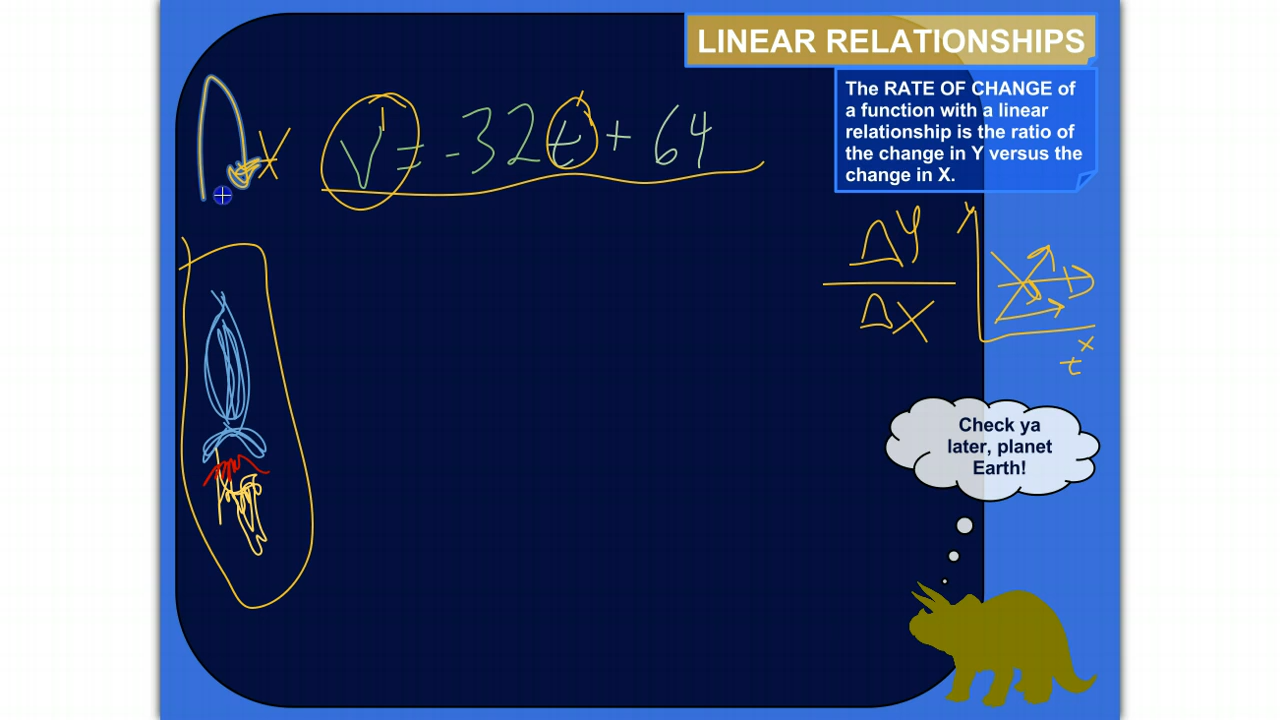 LINEAR RELATIONSHIPS
The RATE OF CHANGE of
a function with a linear
relationship is the ratio of
the change in Y versus the
change in X.
V = -32t + 64
X
ΔY
ΔX
Y
X
t
Check ya
later, planet
Earth!